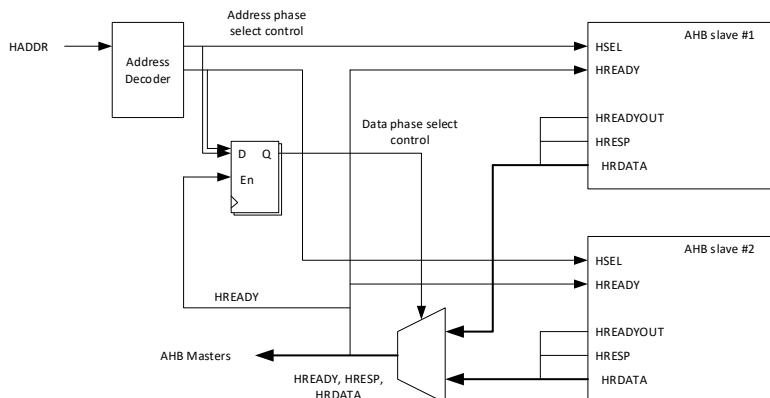 Address phase
select control
HADDR
Address
Decoder
AHB slave #1
HSEL
HREADY
HREADYOUT
HRESP
HRDATA
Data phase select
control
D
Q
En
AHB slave #2
HSEL
HREADY
HREADYOUT
HRESP
HRDATA
HREADY
AHB Masters
HREADY, HRESP,
HRDATA